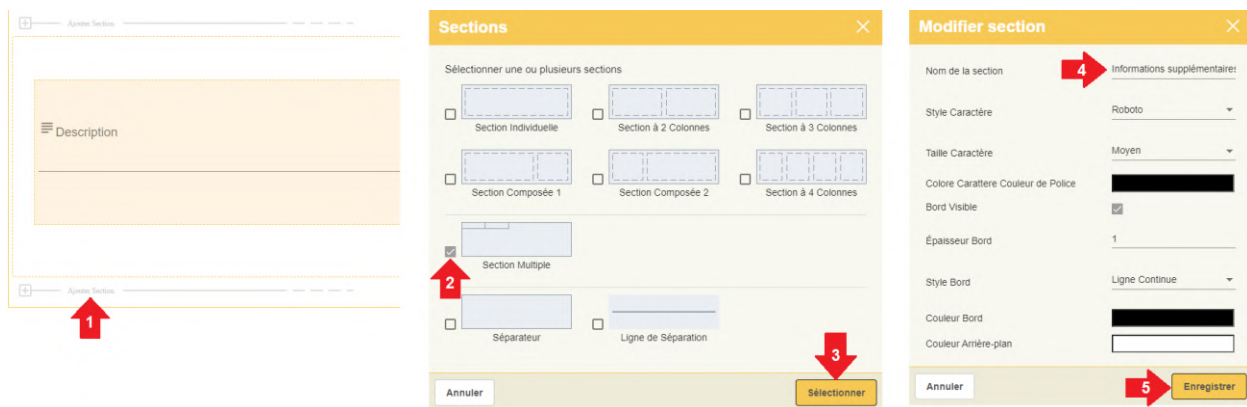 Ajouter Section
Description
Ajouter Section
1
Sections
Sélectionner une ou plusieurs sections
Section Individuelle
Section à 2 Colonnes
Section à 3 Colonnes
Section Composée 1
Section Composée 2
Section à 4 Colonnes
Section Multiple
2
Séparateur
Ligne de Séparation
3
Annuler
Sélectionner
Modifier section
Nom de la section
4
Informations supplémentaires
Style Caractère
Roboto
Taille Caractère
Moyen
Colore Carattere Couleur de Police
Bord Visible
Épaisseur Bord
1
Style Bord
Ligne Continue
Couleur Bord
Couleur Arrière-plan
Annuler
5
Enregistrer